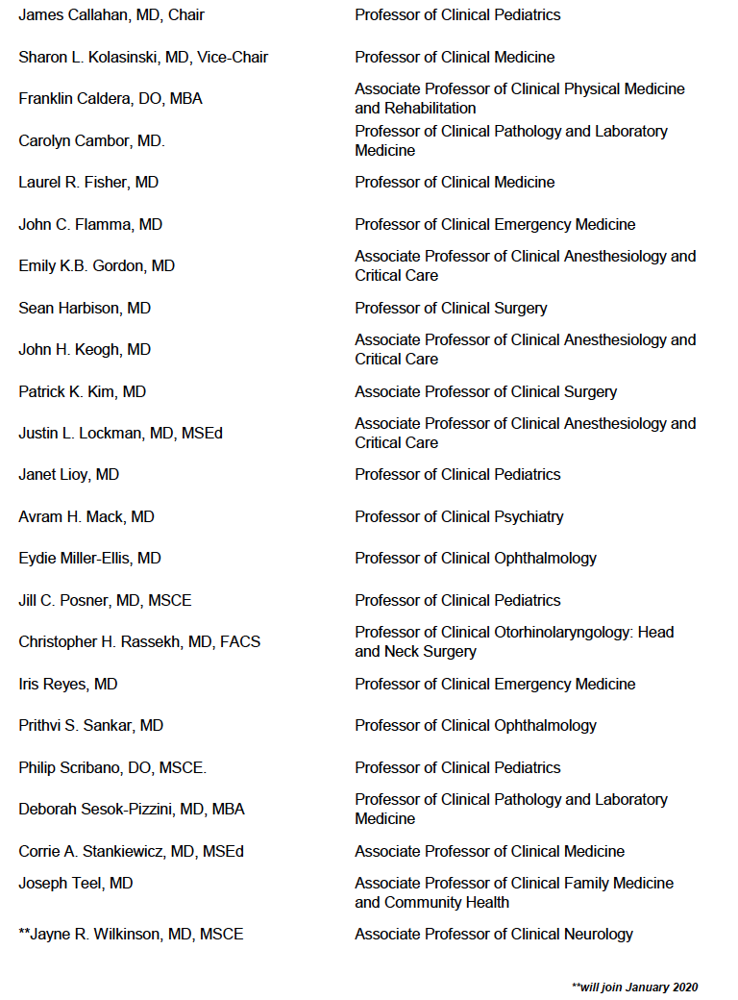 James Callahan, MD, Chair Professor of Clinical Pediatrics
Sharon L. Kolasinski, MD, Vice-Chair Professor of Clinical Medicine
Franklin Caldera, DO, MBA Associate Professor of Clinical Physical Medicine
and Rehabilitation
Carolyn Cambor, MD. Professor of Clinical Pathology and Laboratory
Medicine
Laurel R. Fisher, MD Professor of Clinical Medicine
John C. Flamma, MD Professor of Clinical Emergency Medicine
Emily K.B. Gordon, MD Associate Professor of Clinical Anesthesiology and
Critical Care
Sean Harbison, MD Professor of Clinical Surgery
John H. Keogh, MD Associate Professor of Clinical Anesthesiology and
Critical Care
Patrick K. Kim, MD Associate Professor of Clinical Surgery
Justin L. Lockman, MD, MSEd Associate Professor of Clinical Anesthesiology and
Critical Care
Janet Lioy, MD Professor of Clinical Pediatrics
Avram H. Mack, MD Professor of Clinical Psychiatry
Eydie Miller-Ellis, MD Professor of Clinical Ophthalmology
Jill C. Posner, MD, MSCE Professor of Clinical Pediatrics
Christopher H. Rassekh, MD, FACS Professor of Clinical Otorhinolaryngology: Head
and Neck Surgery
Iris Reyes, MD Professor of Clinical Emergency Medicine
Prithvi S. Sankar, MD Professor of Clinical Ophthalmology
Philip Scribano, DO, MSCE. Professor of Clinical Pediatrics
Deborah Sesok-Pizzini, MD, MBA Professor of Clinical Pathology and Laboratory
Medicine
Corrie A. Stankiewicz, MD, MSEd Associate Professor of Clinical Medicine
Joseph Teel, MD Associate Professor of Clinical Family Medicine
and Community Health
**Jayne R. Wilkinson, MD, MSCE Associate Professor of Clinical Neurology
**will join January 2020